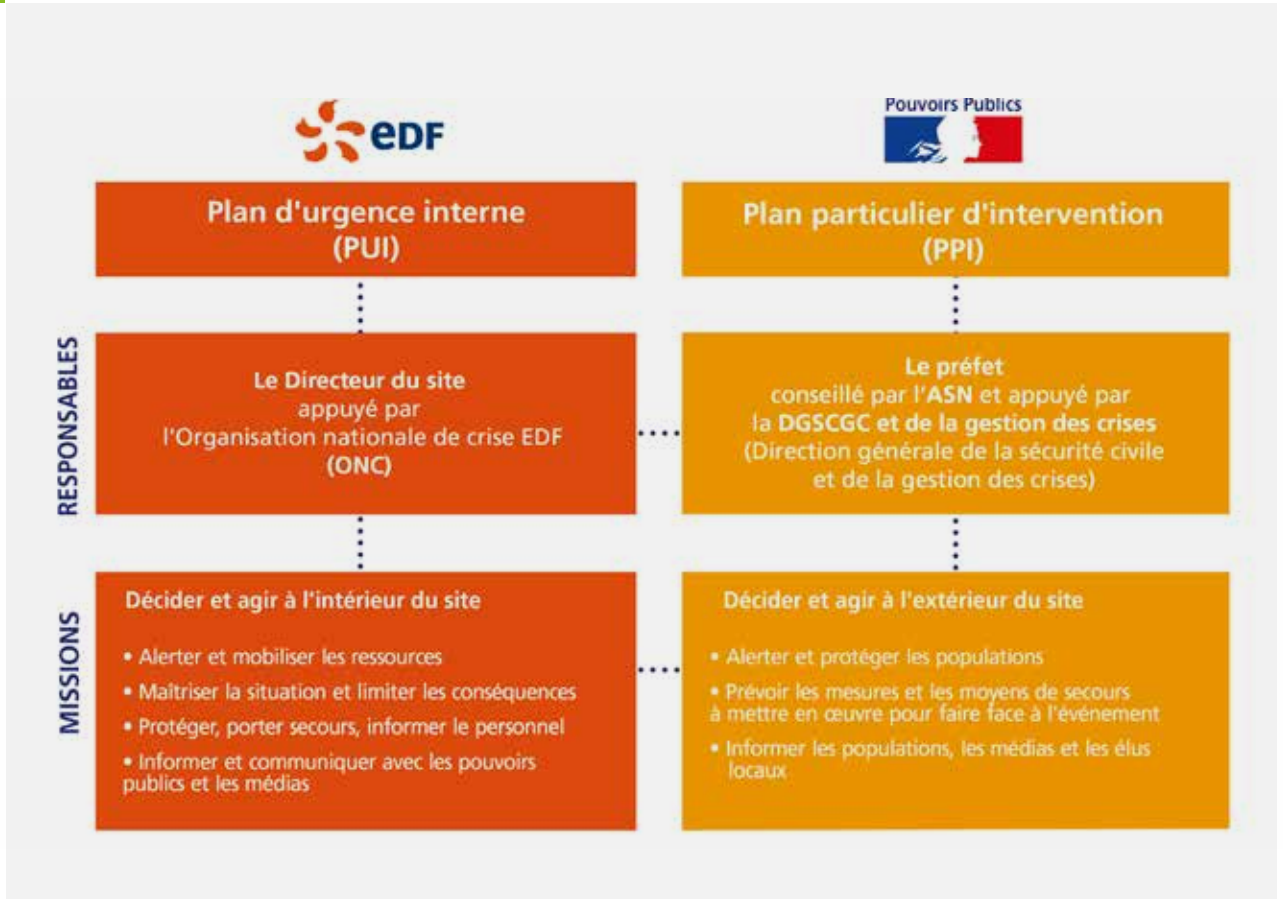 eDF
Pouvoirs Publics
Plan d'urgence interne
(PUI)
Plan particulier d'intervention
(PPI)
RESPONSABLES
Le Directeur du site
appuyé par
l'Organisation nationale de crise EDF
(ONC)
Le préfet
conseillé par l'ASN et appuyé par
la DGSCGC et de la gestion des crises
(Direction générale de la sécurité civile
et de la gestion des crises)
MISSIONS
Décider et agir à l'intérieur du site
• Alerter et mobiliser les ressources
• Maîtriser la situation et limiter les conséquences
• Protéger, porter secours, informer le personnel
• Informer et communiquer avec les pouvoirs
publics et les médias
Décider et agir à l'extérieur du site
• Alerter et protéger les populations
• Prévoir les mesures et les moyens de secours
à mettre en œuvre pour faire face à l'événement
• Informer les populations, les médias et les élus
locaux